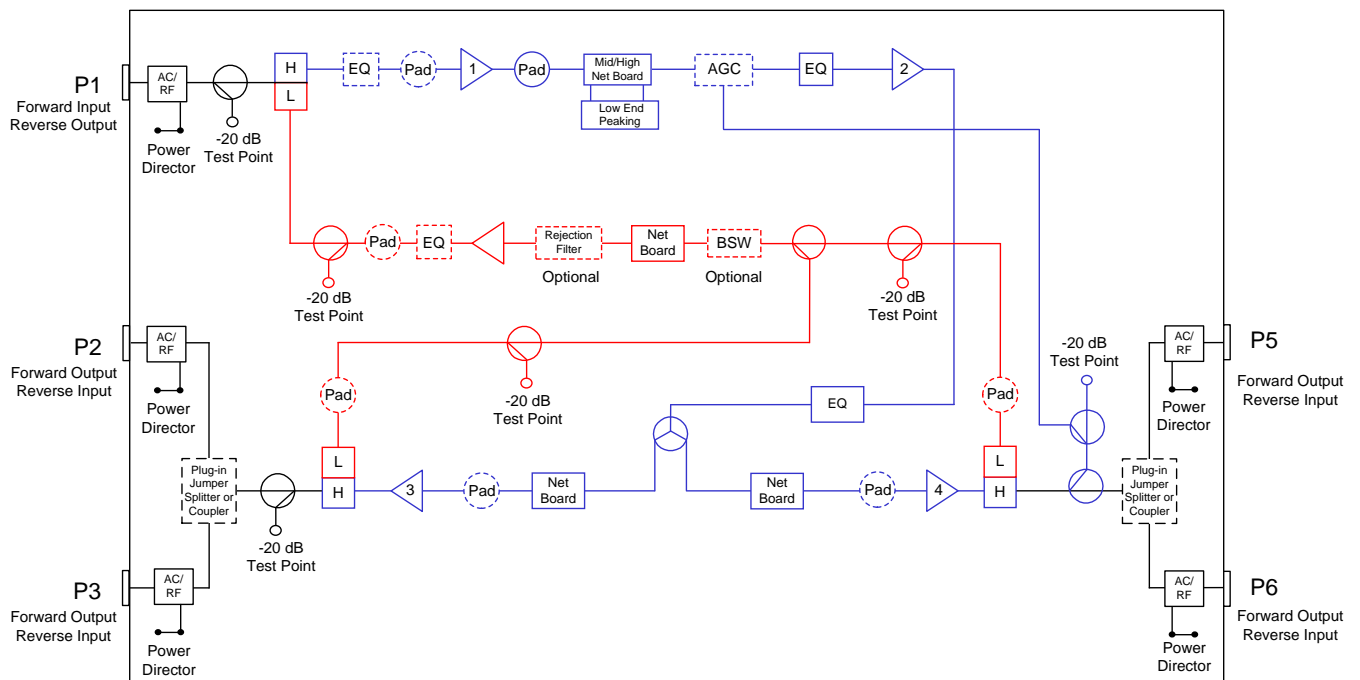 P1
Forward Input
Reverse Output
AC/
RF
Power
Director
-20 dB
Test Point
H
L
EQ
Pad
1
Pad
Mid/High
Net Board
Low End
Peaking
AGC
EQ
2
-20 dB
Test Point
Pad
EQ
Rejection
Filter
Optional
Net
Board
BSW
Optional
-20 dB
Test Point
P2
Forward Output
Reverse Input
AC/
RF
Power
Director
-20 dB
Test Point
Pad
EQ
Pad
-20 dB
Test Point
AC/
RF
Power
Director
P5
Forward Output
Reverse Input
Plug-in
Jumper
Splitter or
Coupler
-20 dB
Test Point
L
H
3
Pad
Net
Board
Net
Board
Pad
4
L
H
Plug-in
Jumper
Splitter or
Coupler
P3
Forward Output
Reverse Input
AC/
RF
Power
Director
AC/
RF
Power
Director
P6
Forward Output
Reverse Input